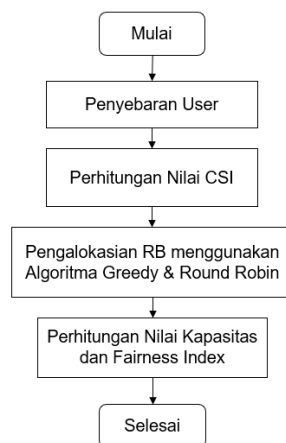 Mulai
Penyebaran User
Perhitungan Nilai CSI
Pengalokasian RB menggunakan
Algoritma Greedy & Round Robin
Perhitungan Nilai Kapasitas
dan Fairness Index
Selesai